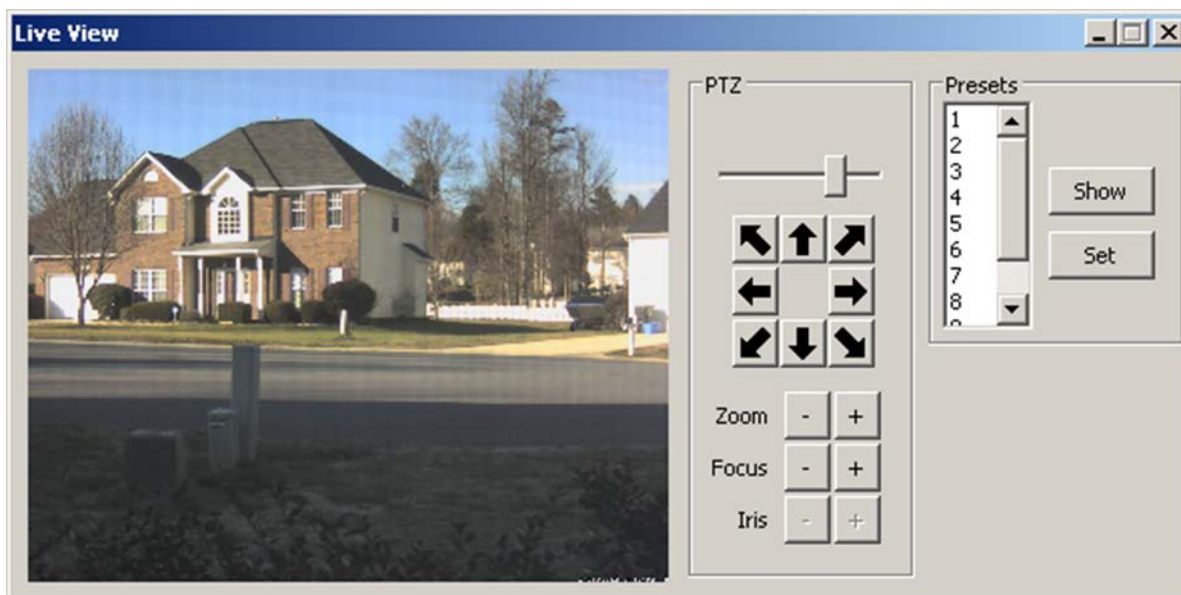 Live View
PTZ
Zoom - +
Focus - +
Iris - +
Presets
1
2
3
4
5
6
7
8
Show
Set